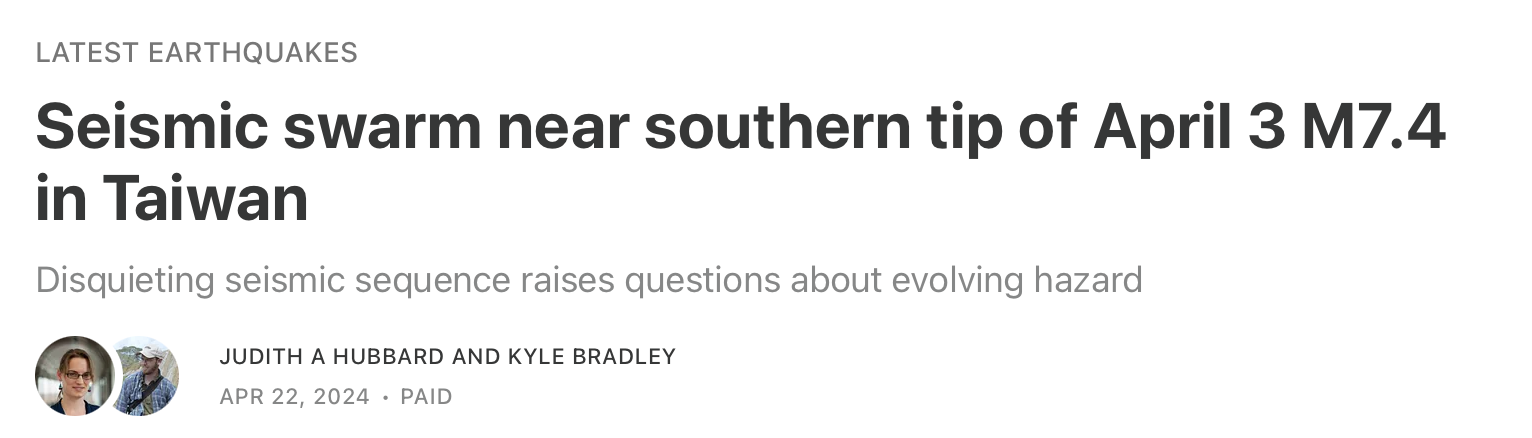 LATEST EARTHQUAKES
Seismic swarm near southern tip of April 3 M7.4
in Taiwan
Disquieting seismic sequence raises questions about evolving hazard
JUDITH A HUBBARD AND KYLE BRADLEY
APR 22, 2024 • PAID